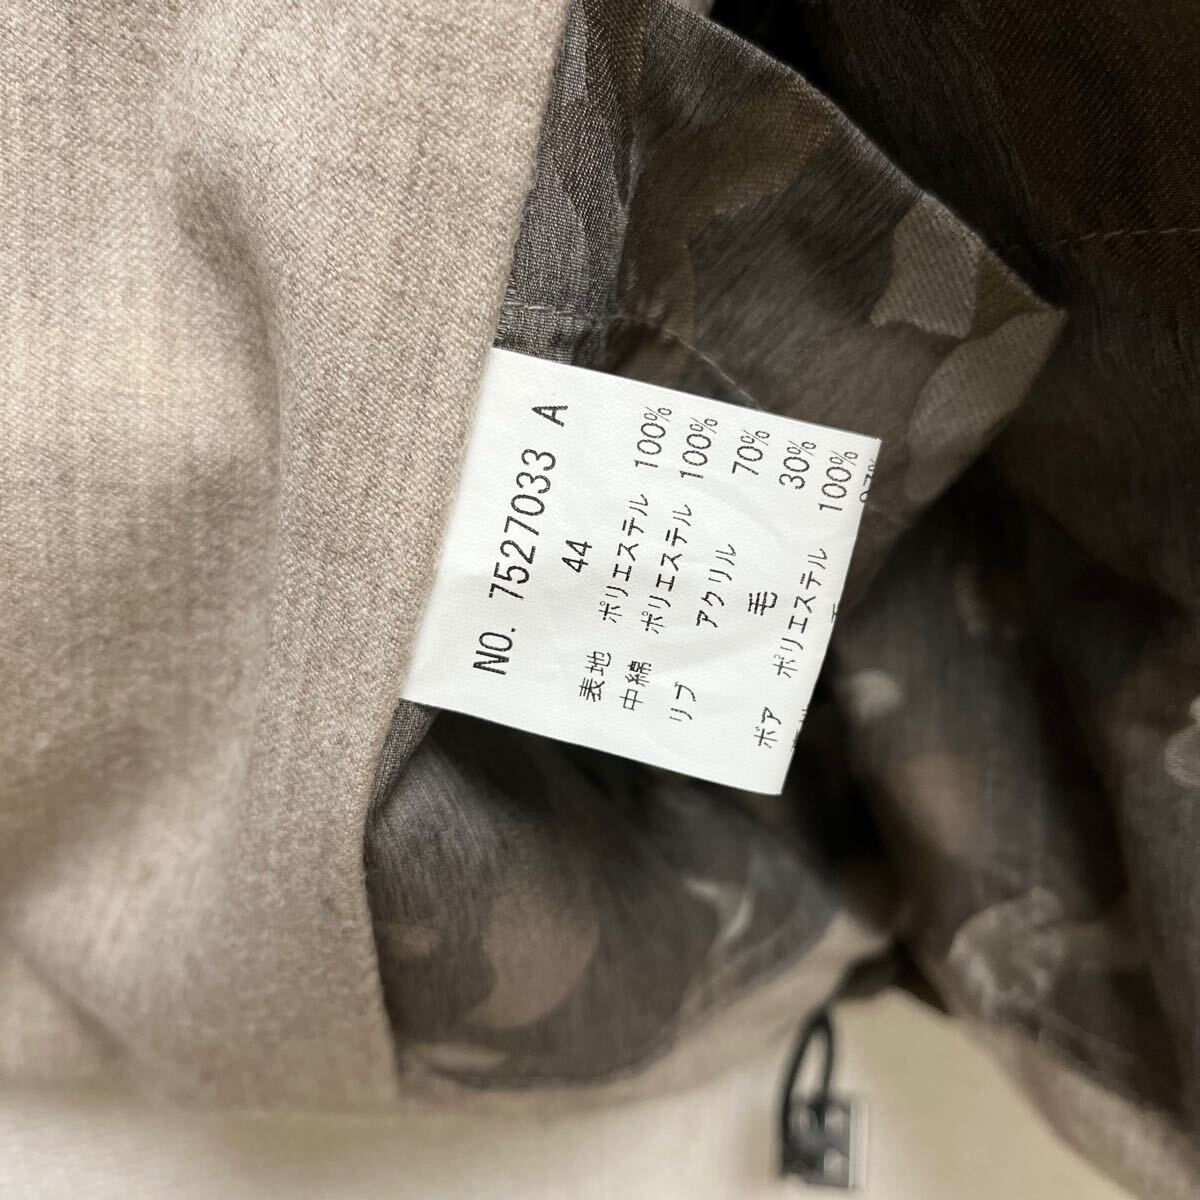 NO. 7527033 A
44
表地 ポリエステル 100%
中綿 ポリエステル 100%
リブ アクリル 70%
毛 30%
ボア ポリエステル 100%